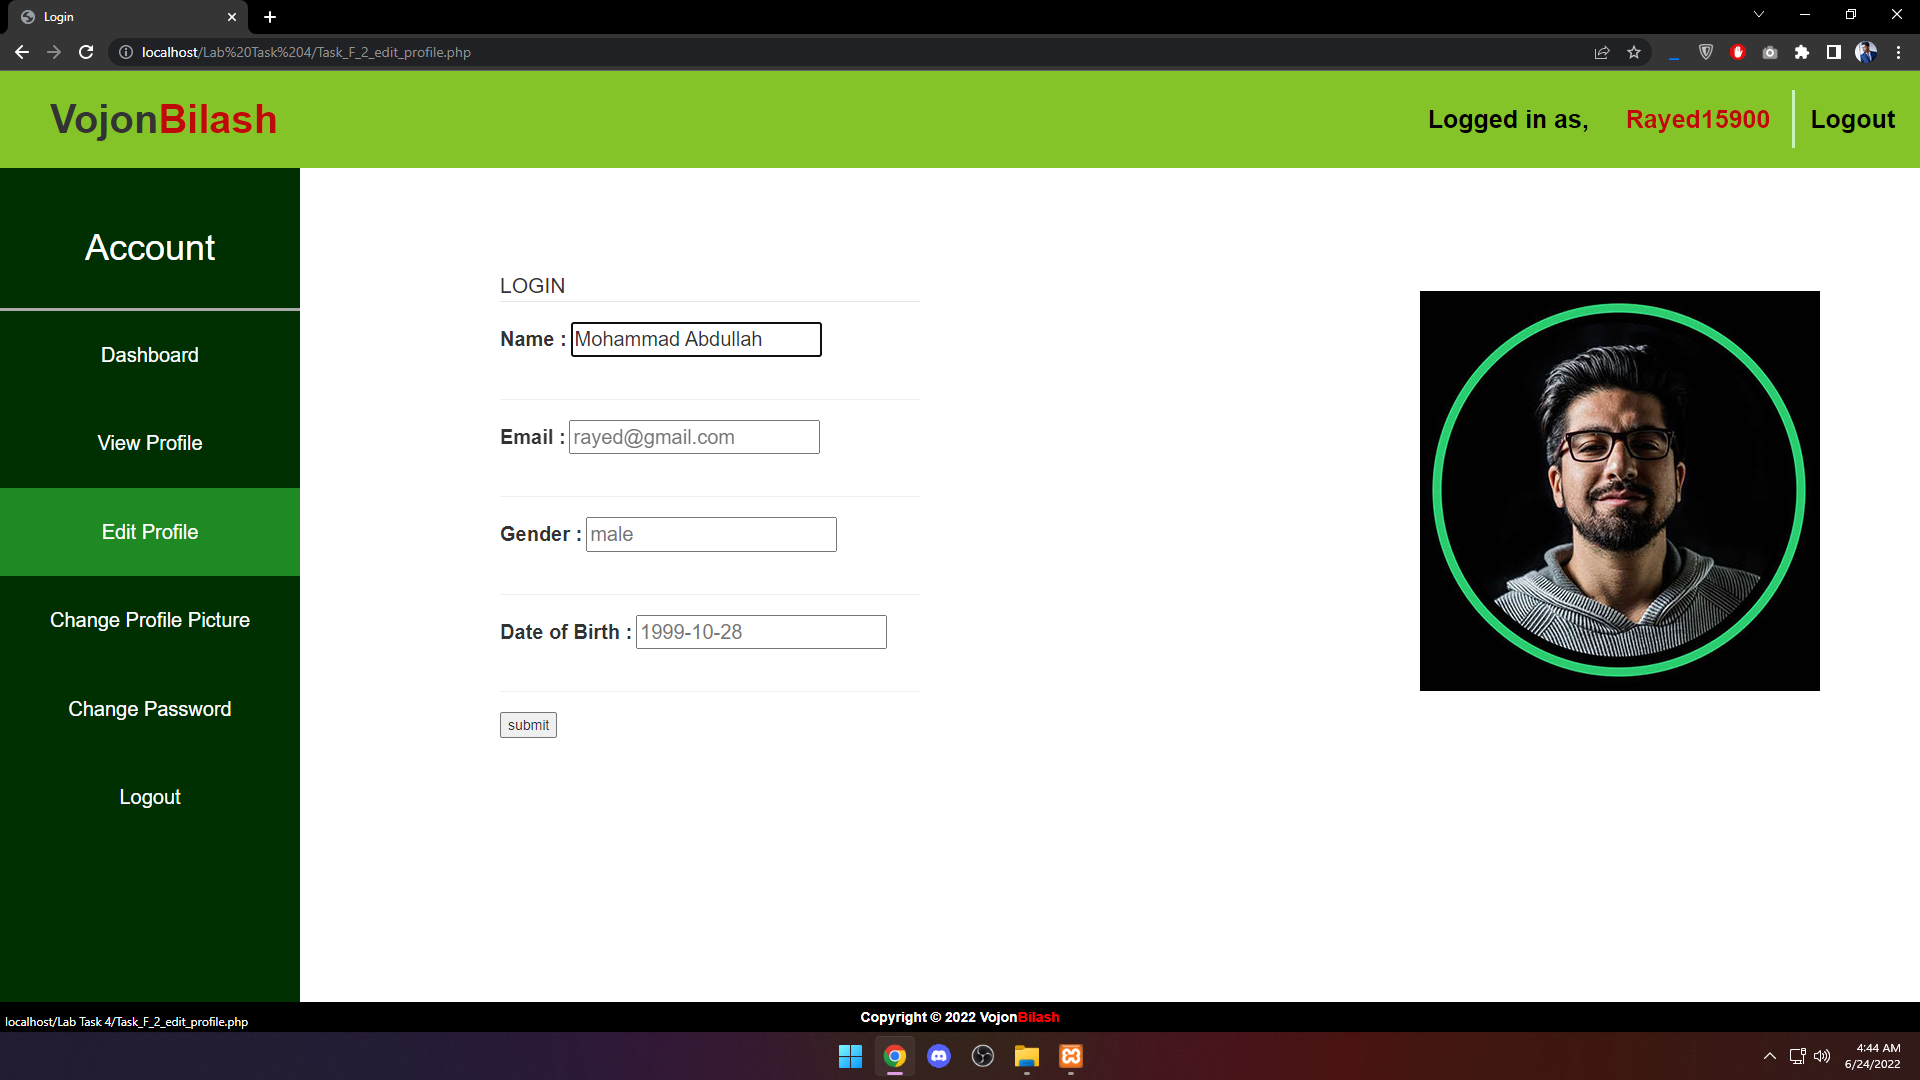 Login
localhost/Lab%20Task%204/Task_F_2_edit_profile.php
VojonBilash
Logged in as, Rayed15900 Logout
Account
Dashboard
View Profile
Edit Profile
Change Profile Picture
Change Password
Logout
LOGIN
Name : Mohammad Abdullah
Email : rayed@gmail.com
Gender : male
Date of Birth : 1999-10-28
submit
Copyright © 2022 VojonBilash
localhost/Lab Task 4/Task_F_2_edit_profile.php
4:44 AM
6/24/2022